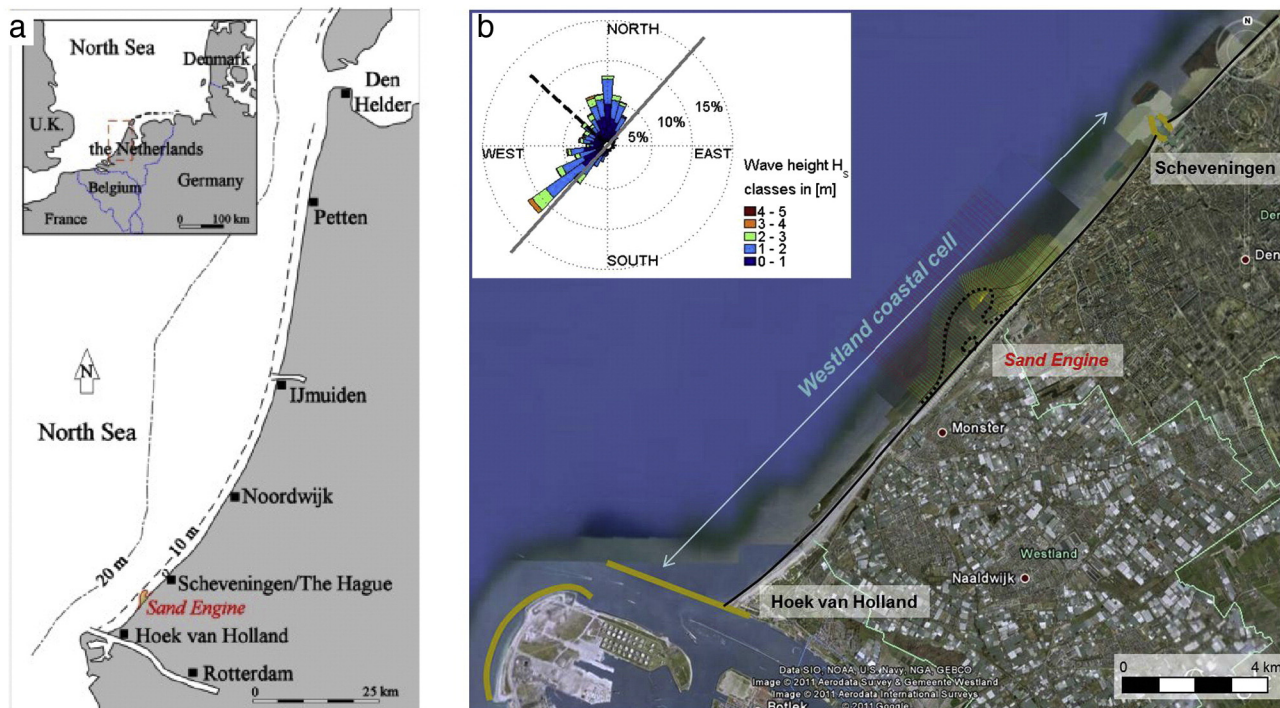 a
North Sea
Denmark
U.K.
the Netherlands
Belgium
Germany
France
0 100 km
Den
Helder
Petten
N
IJmuiden
North Sea
Noordwijk
20 m
10 m
Scheveningen/The Hague
Sand Engine
Hoek van Holland
Rotterdam
0 25 km
b
NORTH
15%
10%
5%
WEST
EAST
SOUTH
Wave height Hs
classes in [m]
4 - 5
3 - 4
2 - 3
1 - 2
0 - 1
N
Scheveningen
Den
Westland coastal cell
Sand Engine
Monster
Westland
Naaldwijk
Hoek van Holland
Data SIO, NOAA, U.S. Navy, NGA, GEBCO
Image © 2011 Aerodata Survey & Gemeente Westland
Image © 2011 Aerodata International Surveys
© 2011 Google
Botlek
0 4 km